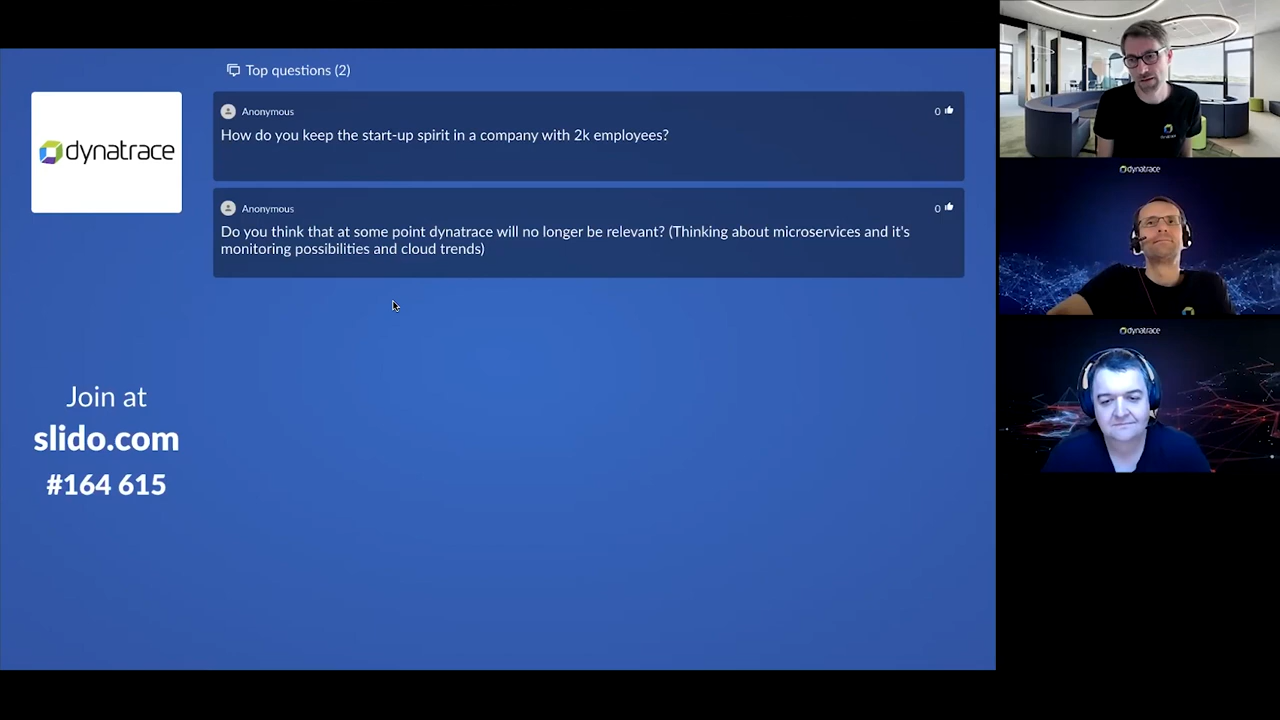 Top questions (2)
dynatrace
Anonymous
0
How do you keep the start-up spirit in a company with 2k employees?
Anonymous
0
Do you think that at some point dynatrace will no longer be relevant? (Thinking about microservices and it's
monitoring possibilities and cloud trends)
Join at
slido.com
#164 615
dynatrace
dynatrace